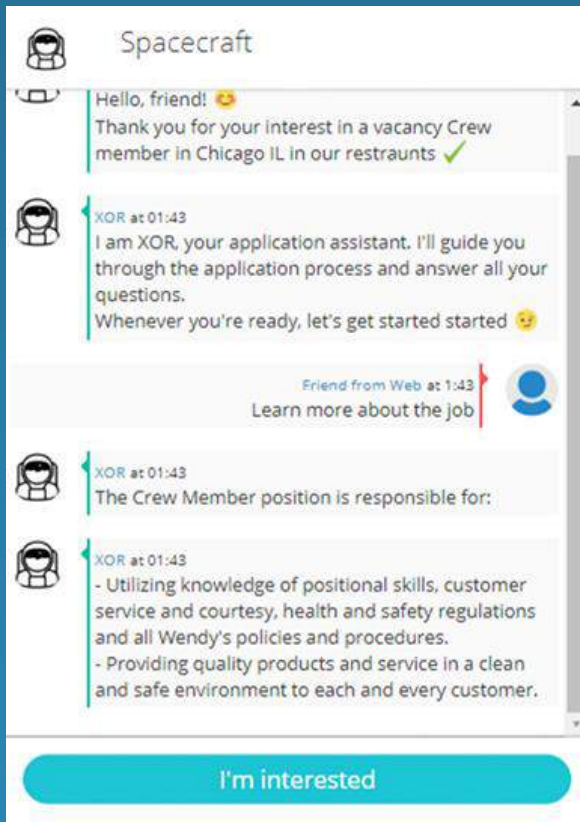 Spacecraft
Hello, friend! 😊
Thank you for your interest in a vacancy Crew
member in Chicago IL in our restraunts ✓
XOR at 01:43
I am XOR, your application assistant. I'll guide you
through the application process and answer all your
questions.
Whenever you're ready, let's get started started 😉
Friend from Web at 1:43
Learn more about the job
XOR at 01:43
The Crew Member position is responsible for:
XOR at 01:43
- Utilizing knowledge of positional skills, customer
service and courtesy, health and safety regulations
and all Wendy's policies and procedures.
- Providing quality products and service in a clean
and safe environment to each and every customer.
I'm interested